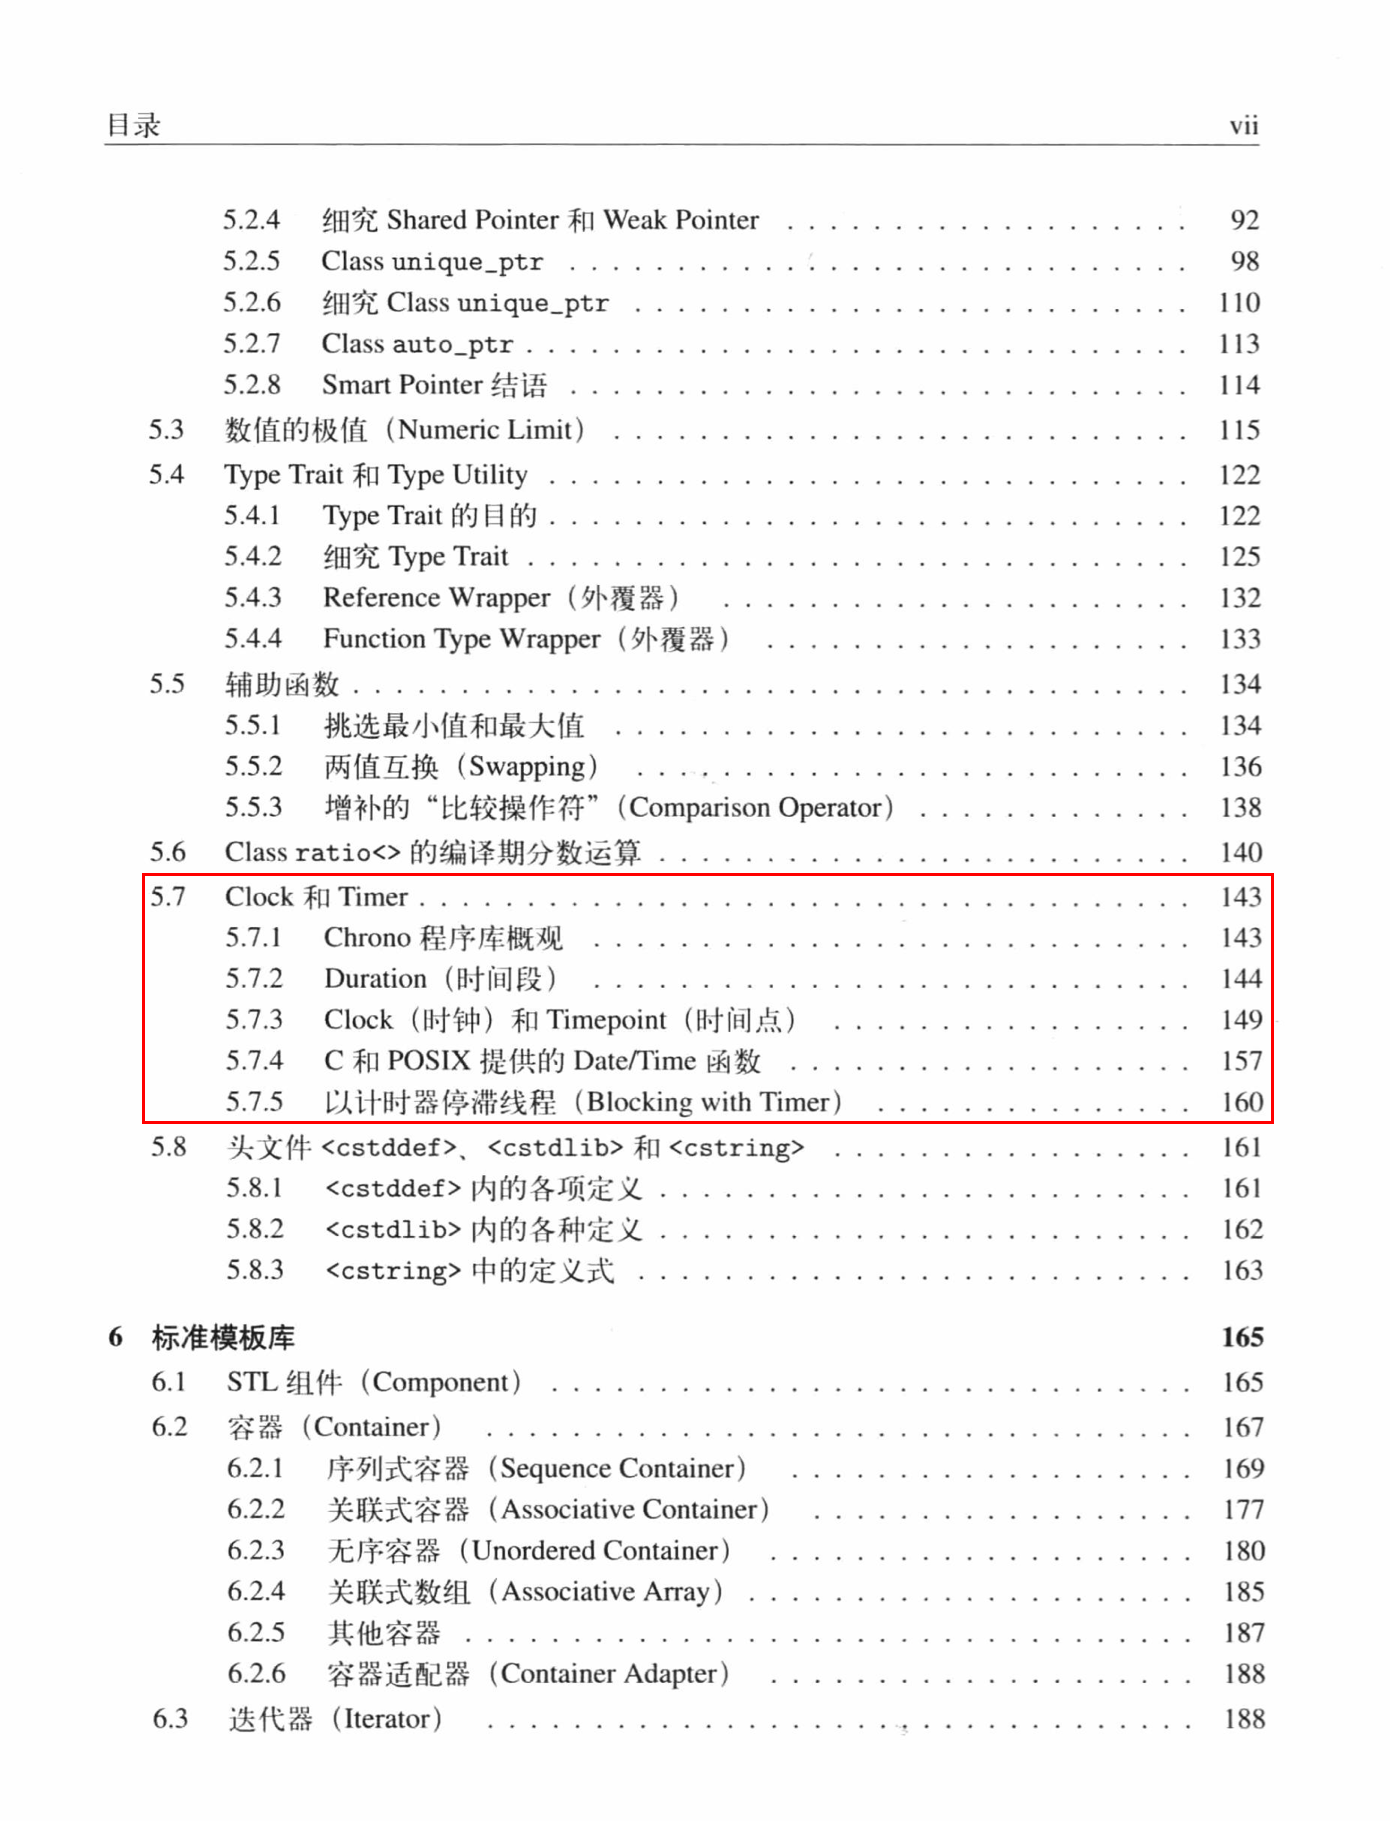 目录 vii
5.2.4 细究 Shared Pointer 和 Weak Pointer . . . . . . . . . . . . . . . . . . . 92
5.2.5 Class unique_ptr . . . . . . . . . . . . . . . . . . . . . . . . . . . . . 98
5.2.6 细究 Class unique_ptr . . . . . . . . . . . . . . . . . . . . . . . . . . 110
5.2.7 Class auto_ptr . . . . . . . . . . . . . . . . . . . . . . . . . . . . . . . 113
5.2.8 Smart Pointer 结语 . . . . . . . . . . . . . . . . . . . . . . . . . . . . . 114
5.3 数值的极值（Numeric Limit） . . . . . . . . . . . . . . . . . . . . . . . . . . . 115
5.4 Type Trait 和 Type Utility . . . . . . . . . . . . . . . . . . . . . . . . . . . . . . 122
5.4.1 Type Trait 的目的 . . . . . . . . . . . . . . . . . . . . . . . . . . . . . . 122
5.4.2 细究 Type Trait . . . . . . . . . . . . . . . . . . . . . . . . . . . . . . . 125
5.4.3 Reference Wrapper（外覆器） . . . . . . . . . . . . . . . . . . . . . . 132
5.4.4 Function Type Wrapper（外覆器） . . . . . . . . . . . . . . . . . . . . 133
5.5 辅助函数 . . . . . . . . . . . . . . . . . . . . . . . . . . . . . . . . . . . . . . . 134
5.5.1 挑选最小值和最大值 . . . . . . . . . . . . . . . . . . . . . . . . . . . 134
5.5.2 两值互换（Swapping） . . . . . . . . . . . . . . . . . . . . . . . . . . 136
5.5.3 增补的“比较操作符”（Comparison Operator） . . . . . . . . . . . . . 138
5.6 Class ratio<> 的编译期分数运算 . . . . . . . . . . . . . . . . . . . . . . . . . 140
5.7 Clock 和 Timer . . . . . . . . . . . . . . . . . . . . . . . . . . . . . . . . . . . . 143
5.7.1 Chrono 程序库概观 . . . . . . . . . . . . . . . . . . . . . . . . . . . . 143
5.7.2 Duration（时间段） . . . . . . . . . . . . . . . . . . . . . . . . . . . . 144
5.7.3 Clock（时钟）和 Timepoint（时间点） . . . . . . . . . . . . . . . . . 149
5.7.4 C 和 POSIX 提供的 Date/Time 函数 . . . . . . . . . . . . . . . . . . . 157
5.7.5 以计时器停滞线程（Blocking with Timer） . . . . . . . . . . . . . . . 160
5.8 头文件 <cstddef>、<cstdlib> 和 <cstring> . . . . . . . . . . . . . . . . . 161
5.8.1 <cstddef> 内的各项定义 . . . . . . . . . . . . . . . . . . . . . . . . . 161
5.8.2 <cstdlib> 内的各种定义 . . . . . . . . . . . . . . . . . . . . . . . . . 162
5.8.3 <cstring> 中的定义式 . . . . . . . . . . . . . . . . . . . . . . . . . . 163
6 标准模板库 165
6.1 STL 组件（Component） . . . . . . . . . . . . . . . . . . . . . . . . . . . . . . 165
6.2 容器（Container） . . . . . . . . . . . . . . . . . . . . . . . . . . . . . . . . . 167
6.2.1 序列式容器（Sequence Container） . . . . . . . . . . . . . . . . . . . 169
6.2.2 关联式容器（Associative Container） . . . . . . . . . . . . . . . . . . 177
6.2.3 无序容器（Unordered Container） . . . . . . . . . . . . . . . . . . . . 180
6.2.4 关联式数组（Associative Array） . . . . . . . . . . . . . . . . . . . . . 185
6.2.5 其他容器 . . . . . . . . . . . . . . . . . . . . . . . . . . . . . . . . . . 187
6.2.6 容器适配器（Container Adapter） . . . . . . . . . . . . . . . . . . . . 188
6.3 迭代器（Iterator） . . . . . . . . . . . . . . . . . . . . . . . . . . . . . . . . . 188